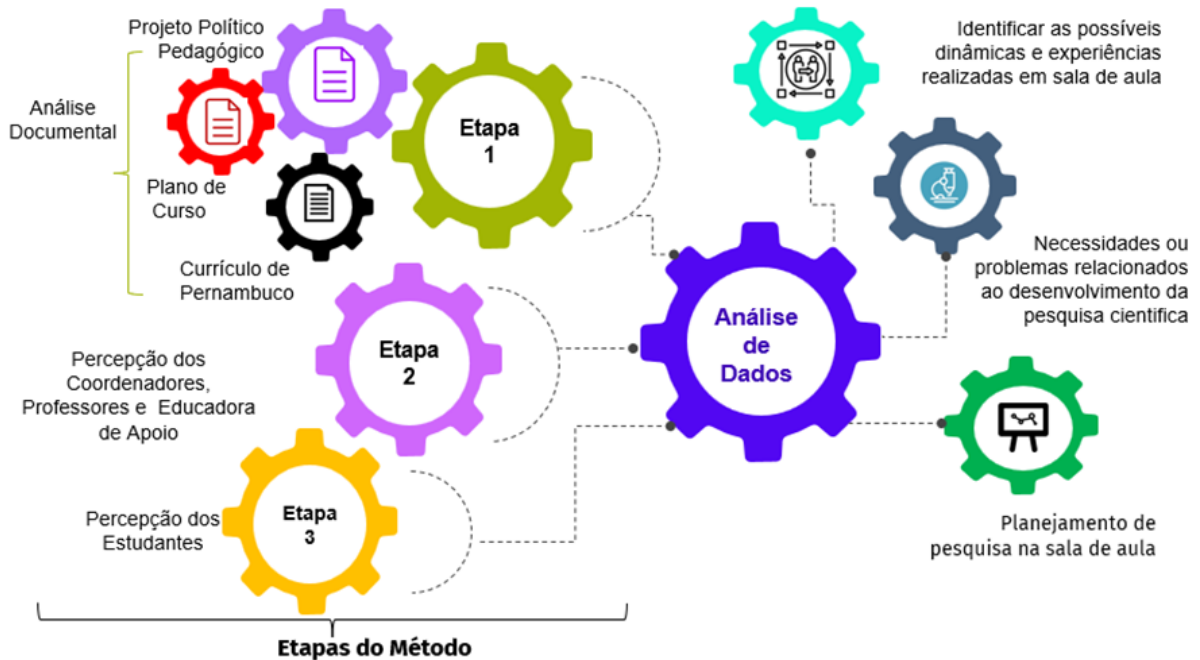 Projeto Político
Pedagógico
Análise
Documental
Plano de
Curso
Currículo de
Pernambuco
Etapa
1
Percepção dos
Coordenadores,
Professores e Educadora
de Apoio
Etapa
2
Percepção dos
Estudantes
Etapa
3
Etapas do Método
Análise
de
Dados
Identificar as possíveis
dinâmicas e experiências
realizadas em sala de aula
Necessidades ou
problemas relacionados
ao desenvolvimento da
pesquisa cientifica
Planejamento de
pesquisa na sala de aula